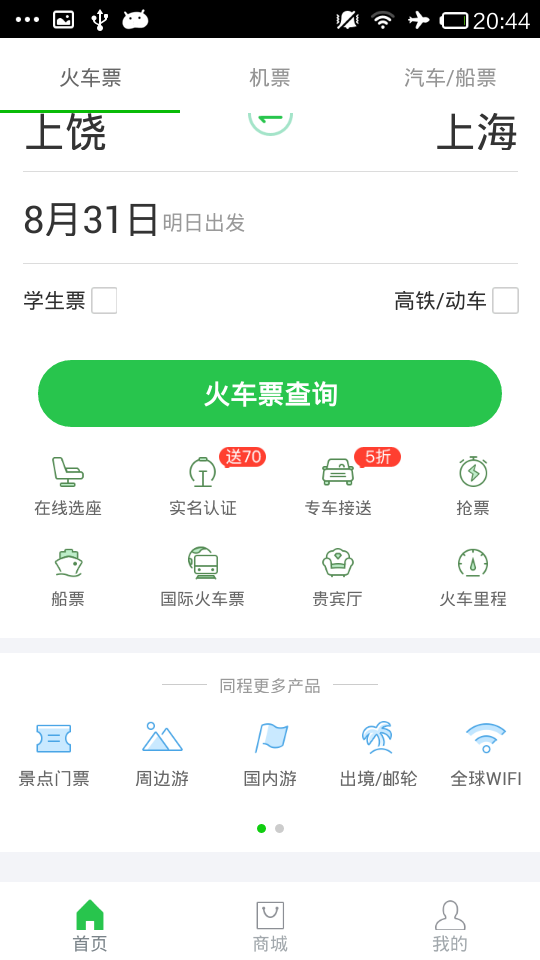 20:44
火车票 机票 汽车/船票
上饶 上海
8月31日明日出发
学生票 高铁/动车
火车票查询
送70 5折
在线选座 实名认证 专车接送 抢票
船票 国际火车票 贵宾厅 火车里程
同程更多产品
景点门票 周边游 国内游 出境/邮轮 全球WIFI
首页 商城 我的